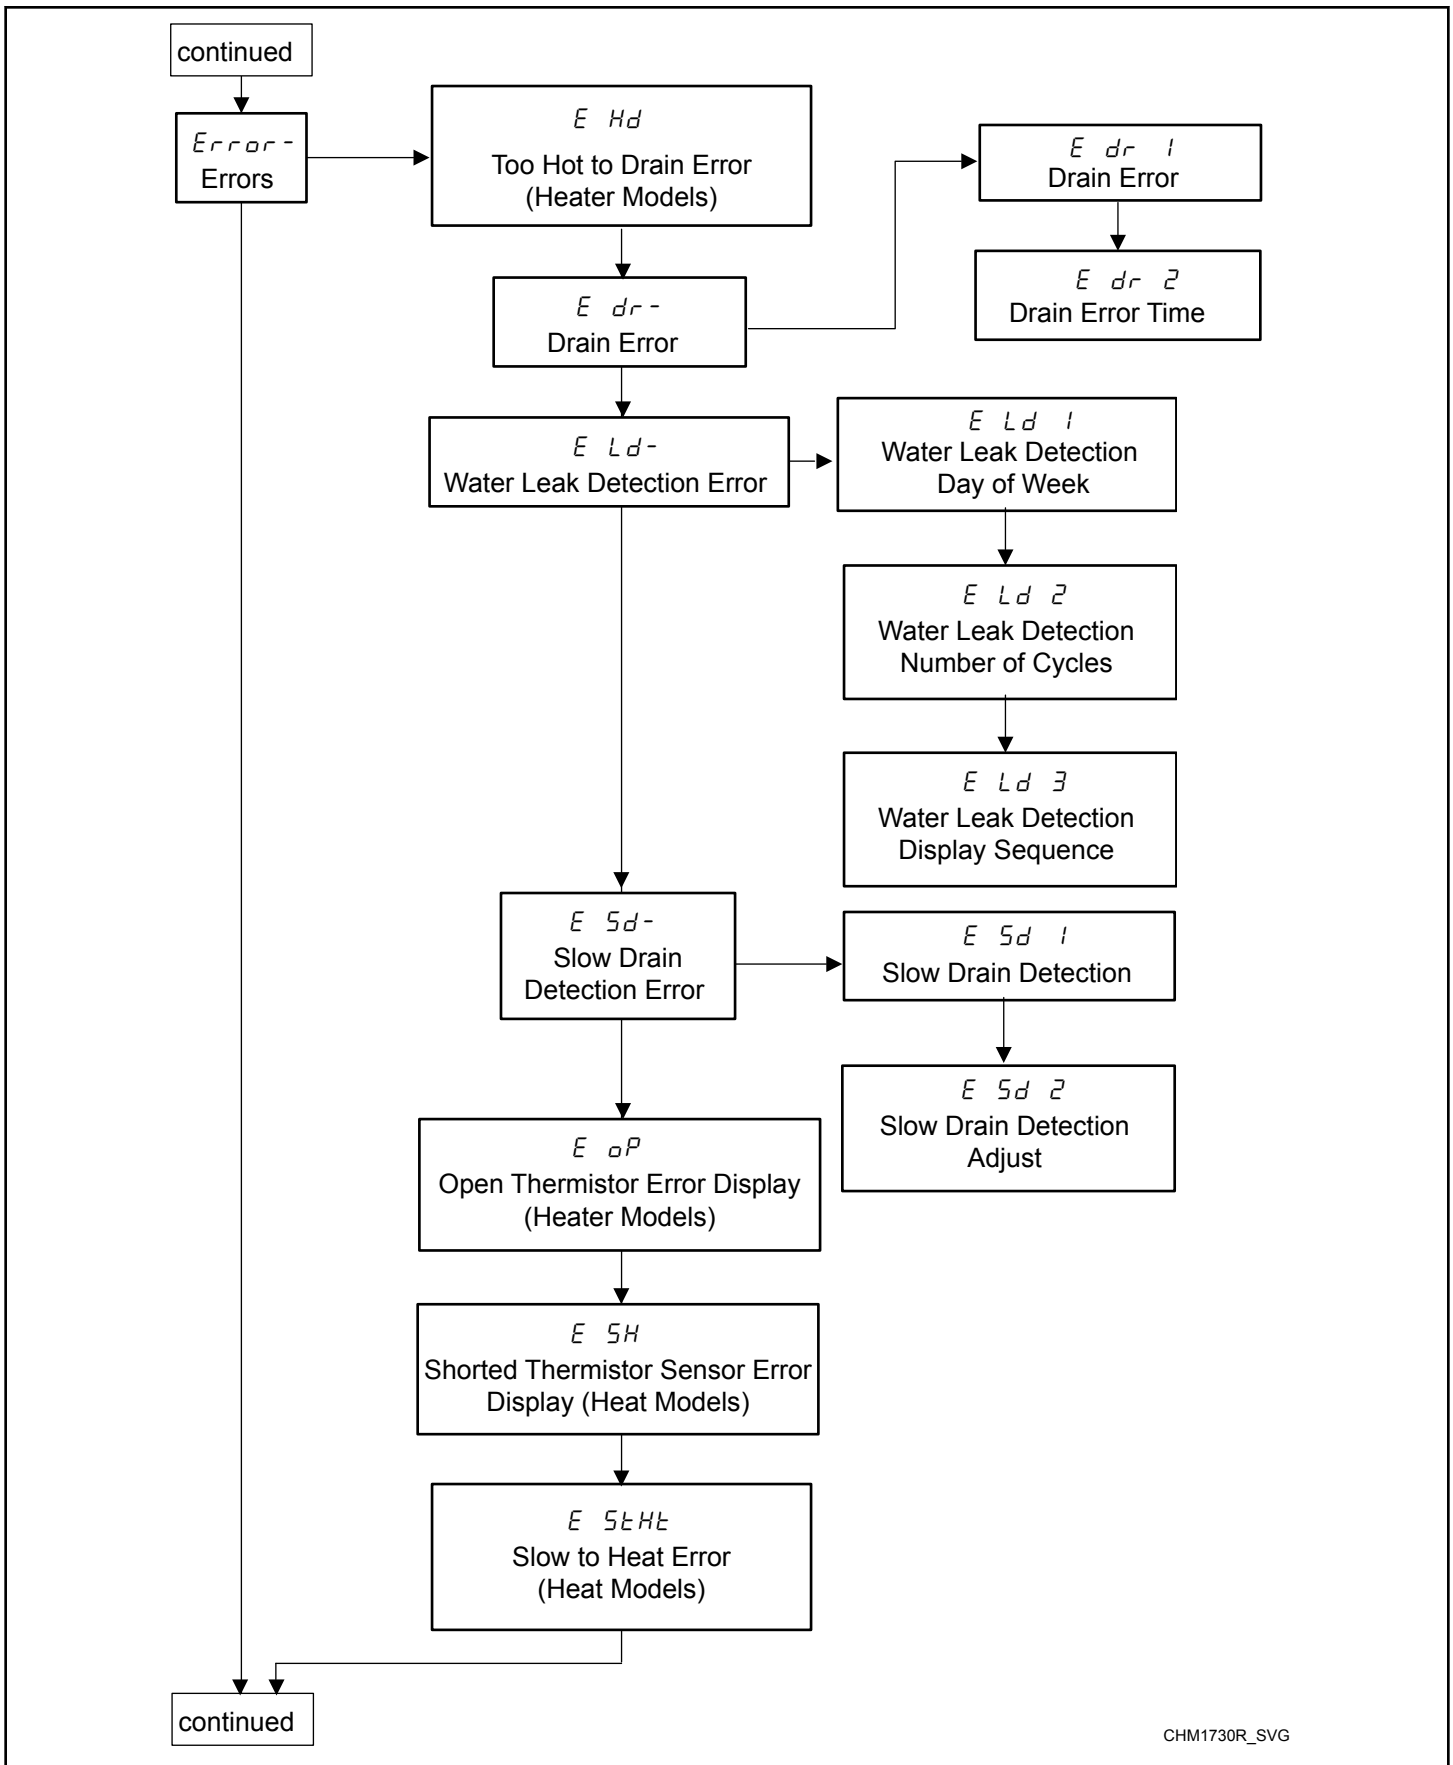 continued
Error-
Errors
E Hd
Too Hot to Drain Error
(Heater Models)
E dr 1
Drain Error
E dr 2
Drain Error Time
E dr-
Drain Error
E Ld-
Water Leak Detection Error
E Ld 1
Water Leak Detection
Day of Week
E Ld 2
Water Leak Detection
Number of Cycles
E Ld 3
Water Leak Detection
Display Sequence
E Sd-
Slow Drain
Detection Error
E Sd 1
Slow Drain Detection
E Sd 2
Slow Drain Detection
Adjust
E oP
Open Thermistor Error Display
(Heater Models)
E SH
Shorted Thermistor Sensor Error
Display (Heat Models)
E StHt
Slow to Heat Error
(Heat Models)
continued
CHM1730R_SVG